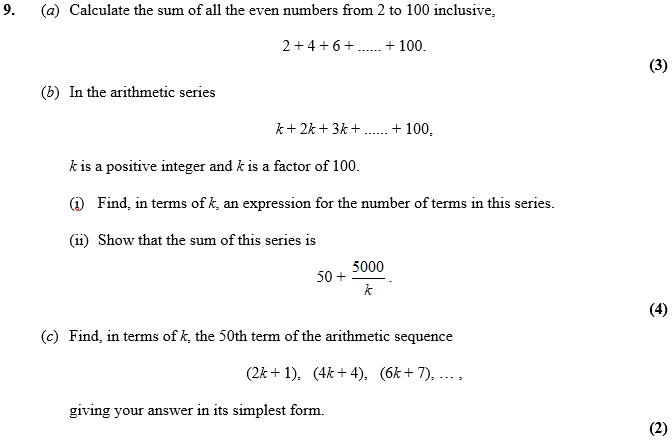 9. (a) Calculate the sum of all the even numbers from 2 to 100 inclusive,
2 + 4 + 6 + ...... + 100.
(3)
(b) In the arithmetic series
k + 2k + 3k + ...... + 100,
k is a positive integer and k is a factor of 100.
(i) Find, in terms of k, an expression for the number of terms in this series.
(ii) Show that the sum of this series is
50 + 5000/k .
(4)
(c) Find, in terms of k, the 50th term of the arithmetic sequence
(2k + 1), (4k + 4), (6k + 7), … ,
giving your answer in its simplest form.
(2)